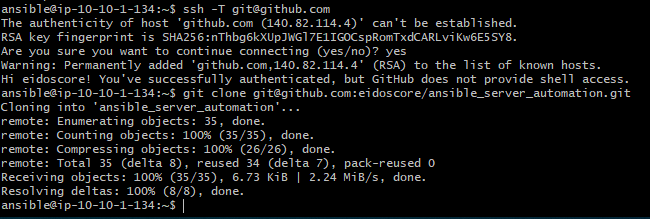 ansible@ip-10-10-1-134:~$ ssh -T git@github.com
The authenticity of host 'github.com (140.82.114.4)' can't be established.
RSA key fingerprint is SHA256:nThbg6kXUpJWGl7E1IGOCspRomTxdCARLviKw6E5SY8.
Are you sure you want to continue connecting (yes/no)? yes
Warning: Permanently added 'github.com,140.82.114.4' (RSA) to the list of known hosts.
Hi eidoscore! You've successfully authenticated, but GitHub does not provide shell access.
ansible@ip-10-10-1-134:~$ git clone git@github.com:eidoscore/ansible_server_automation.git
Cloning into 'ansible_server_automation'...
remote: Enumerating objects: 35, done.
remote: Counting objects: 100% (35/35), done.
remote: Compressing objects: 100% (26/26), done.
remote: Total 35 (delta 8), reused 34 (delta 7), pack-reused 0
Receiving objects: 100% (35/35), 6.73 KiB | 2.24 MiB/s, done.
Resolving deltas: 100% (8/8), done.
ansible@ip-10-10-1-134:~$